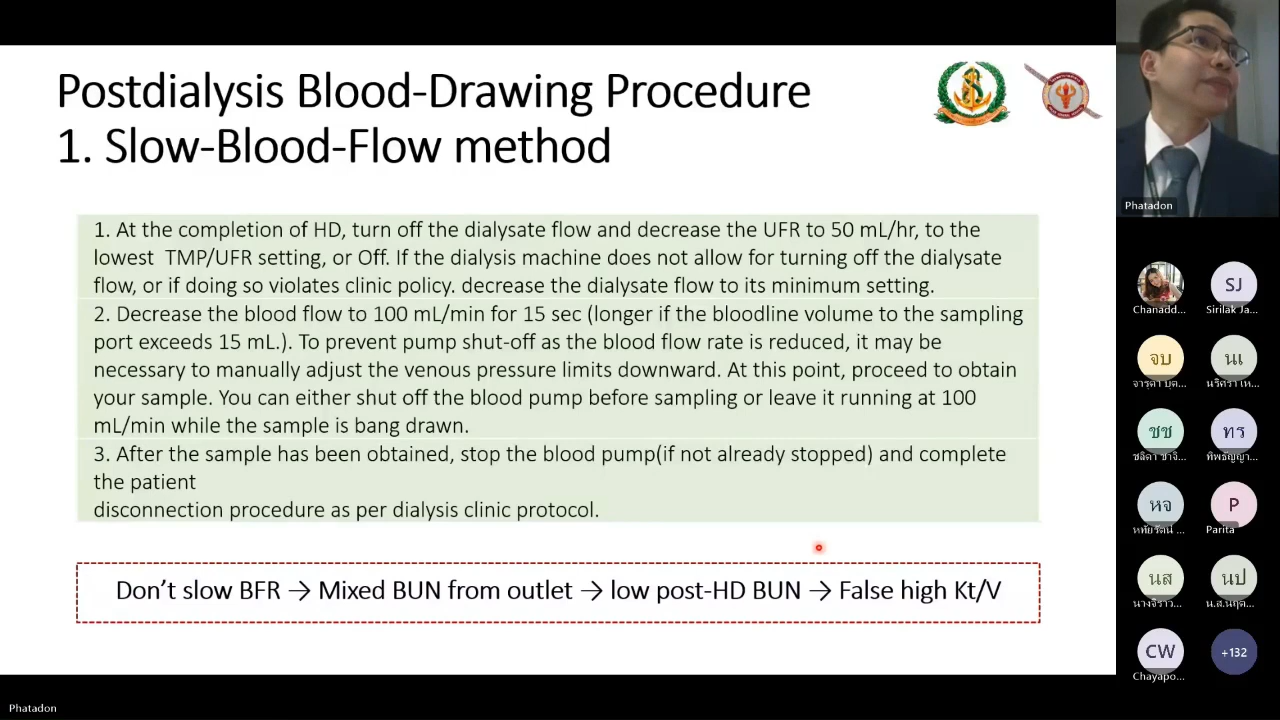 Postdialysis Blood-Drawing Procedure
1. Slow-Blood-Flow method
1. At the completion of HD, turn off the dialysate flow and decrease the UFR to 50 mL/hr, to the
lowest  TMP/UFR setting, or Off. If the dialysis machine does not allow for turning off the dialysate
flow, or if doing so violates clinic policy. decrease the dialysate flow to its minimum setting.
2. Decrease the blood flow to 100 mL/min for 15 sec (longer if the bloodline volume to the sampling
port exceeds 15 mL.). To prevent pump shut-off as the blood flow rate is reduced, it may be
necessary to manually adjust the venous pressure limits downward. At this point, proceed to obtain
your sample. You can either shut off the blood pump before sampling or leave it running at 100
mL/min while the sample is bang drawn.
3. After the sample has been obtained, stop the blood pump(if not already stopped) and complete
the patient
disconnection procedure as per dialysis clinic protocol.
Don't slow BFR → Mixed BUN from outlet → low post-HD BUN → False high Kt/V
Phatadon
Chanadd...
SJ
Sirilak Ja...
จบ
จารุดา บุต...
นเ
นริศรา เห...
ชช
ชลิดา ขาจิ...
ทร
ทิพธัญญา...
หจ
หทัยรัตน์ ...
P
Parita
นส
นางจิราว...
นป
น.ส.นฤต...
CW
Chayapo...
+132
Phatadon